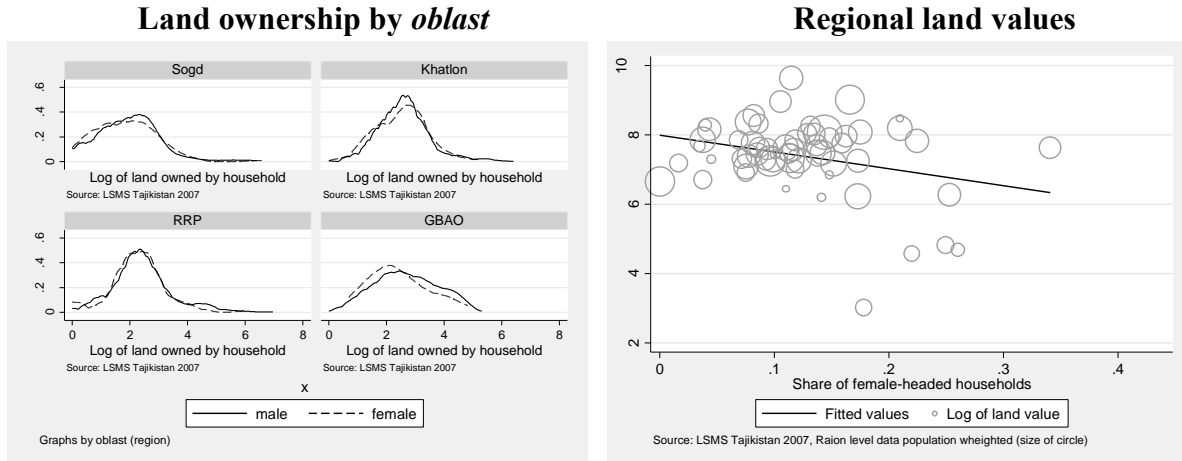 Land ownership by oblast
Sogd
Khatlon
0 .2 .4 .6
Log of land owned by household
Source: LSMS Tajikistan 2007
Log of land owned by household
Source: LSMS Tajikistan 2007
RRP
GBAO
0 .2 .4 .6
0 2 4 6 8
0 2 4 6 8
Log of land owned by household
Source: LSMS Tajikistan 2007
Log of land owned by household
Source: LSMS Tajikistan 2007
x
male female
Graphs by oblast (region)
Regional land values
10
8
6
4
2
0 .1 .2 .3 .4
Share of female-headed households
Fitted values Log of land value
Source: LSMS Tajikistan 2007, Raion level data population wheighted (size of circle)